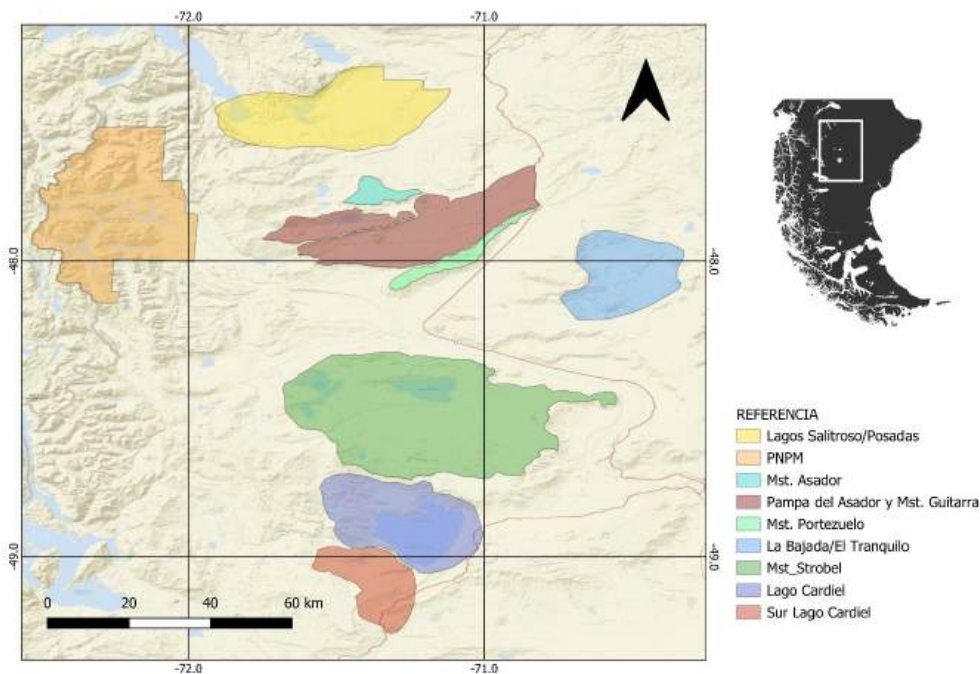 -72.0
-71.0
-48.0
-48.0
-49.0
-49.0
0
20
40
60 km
-72.0
-71.0
REFERENCIA
Lagos Salitroso/Posadas
PNPM
Mst. Asador
Pampa del Asador y Mst. Guitarra
Mst. Portezuelo
La Bajada/El Tranquilo
Mst_Strobel
Lago Cardiel
Sur Lago Cardiel